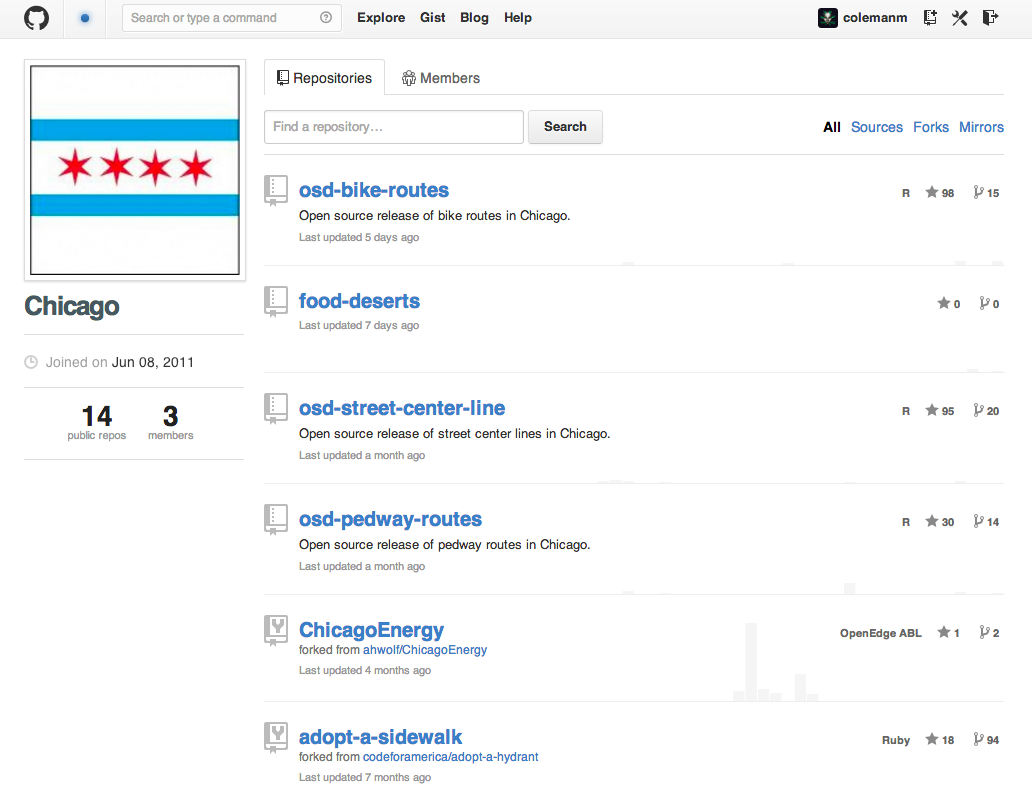 Search or type a command
Explore Gist Blog Help
colemanm
Repositories Members
Find a repository...
Search
All Sources Forks Mirrors
Chicago
Joined on Jun 08, 2011
14 public repos
3 members
osd-bike-routes
R 98 15
Open source release of bike routes in Chicago.
Last updated 5 days ago
food-deserts
0 0
Last updated 7 days ago
osd-street-center-line
R 95 20
Open source release of street center lines in Chicago.
Last updated a month ago
osd-pedway-routes
R 30 14
Open source release of pedway routes in Chicago.
Last updated a month ago
ChicagoEnergy
OpenEdge ABL 1 2
forked from ahwolf/ChicagoEnergy
Last updated 4 months ago
adopt-a-sidewalk
Ruby 18 94
forked from codeforamerica/adopt-a-hydrant
Last updated 7 months ago